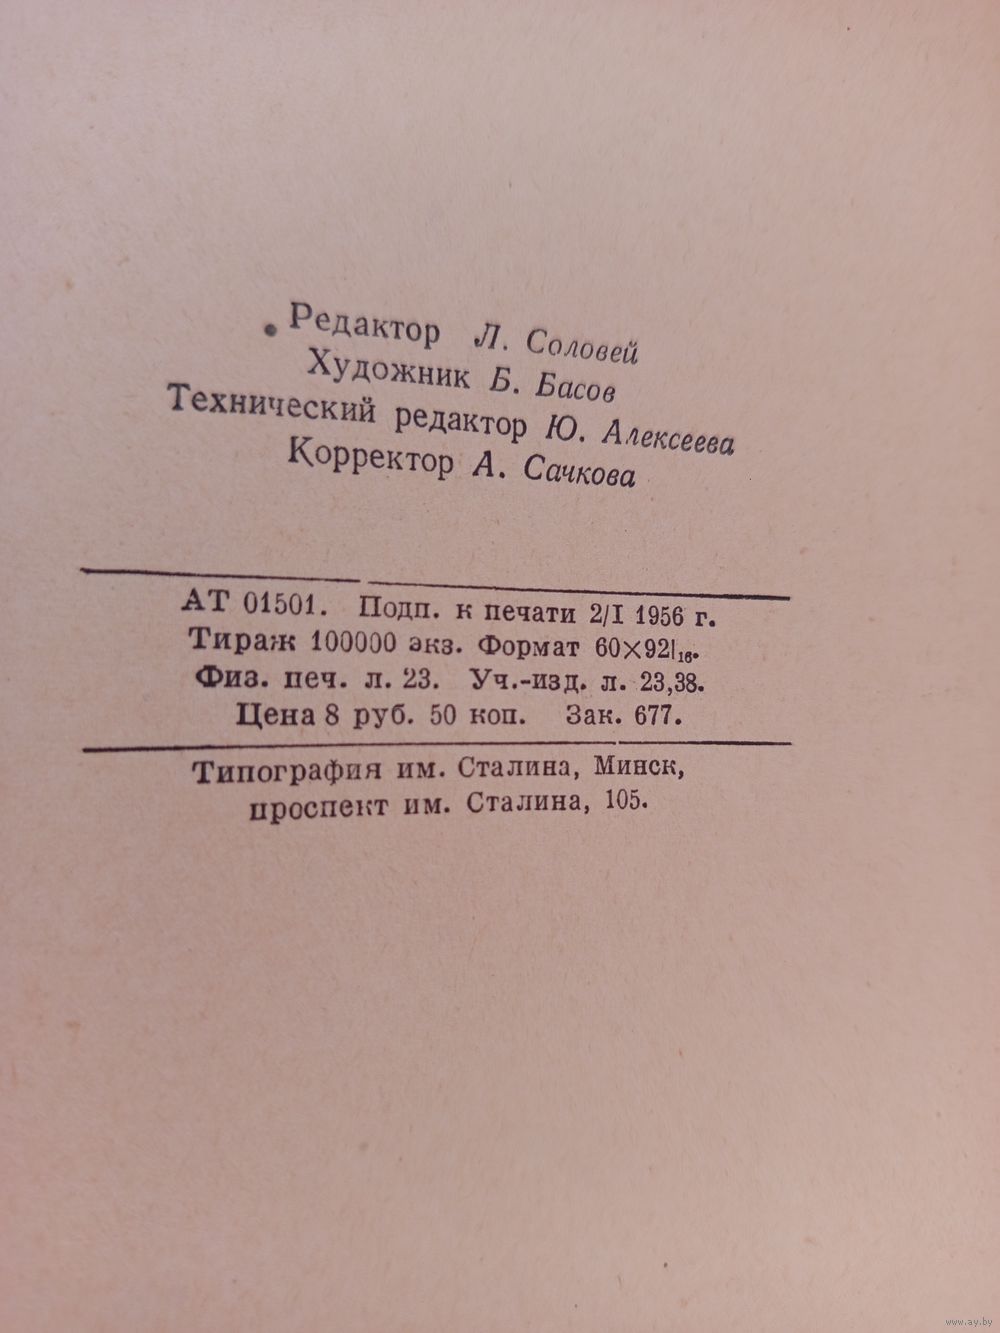 Редактор Л. Соловей
Художник Б. Басов
Технический редактор Ю. Алексеева
Корректор А. Сачкова
АТ 01501. Подп. к печати 2/I 1956 г.
Тираж 100000 экз. Формат 60×92|₁₆.
Физ. печ. л. 23. Уч.-изд. л. 23,38.
Цена 8 руб. 50 коп. Зак. 677.
Типография им. Сталина, Минск,
проспект им. Сталина, 105.
www.ay.by